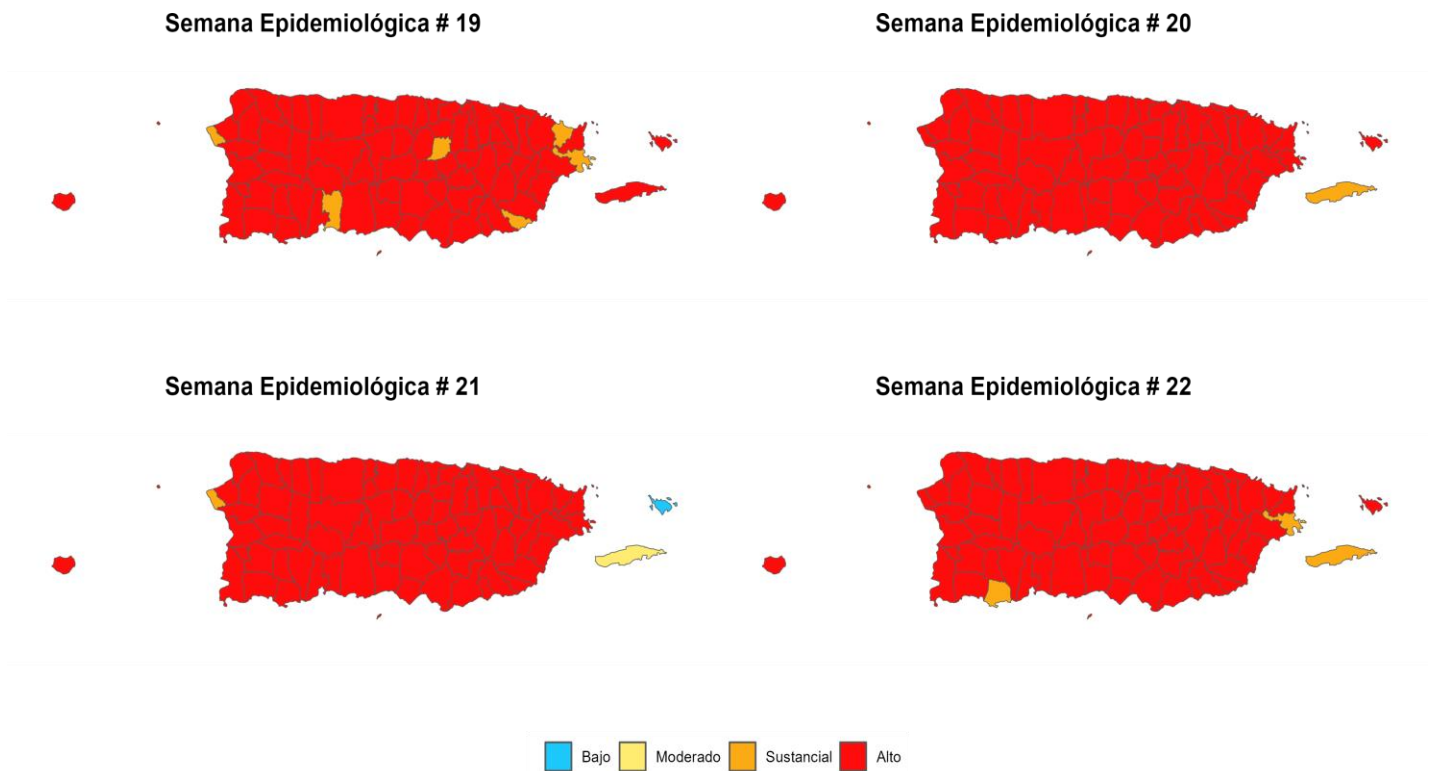 Semana Epidemiológica # 19
Semana Epidemiológica # 20
Semana Epidemiológica # 21
Semana Epidemiológica # 22
Bajo Moderado Sustancial Alto